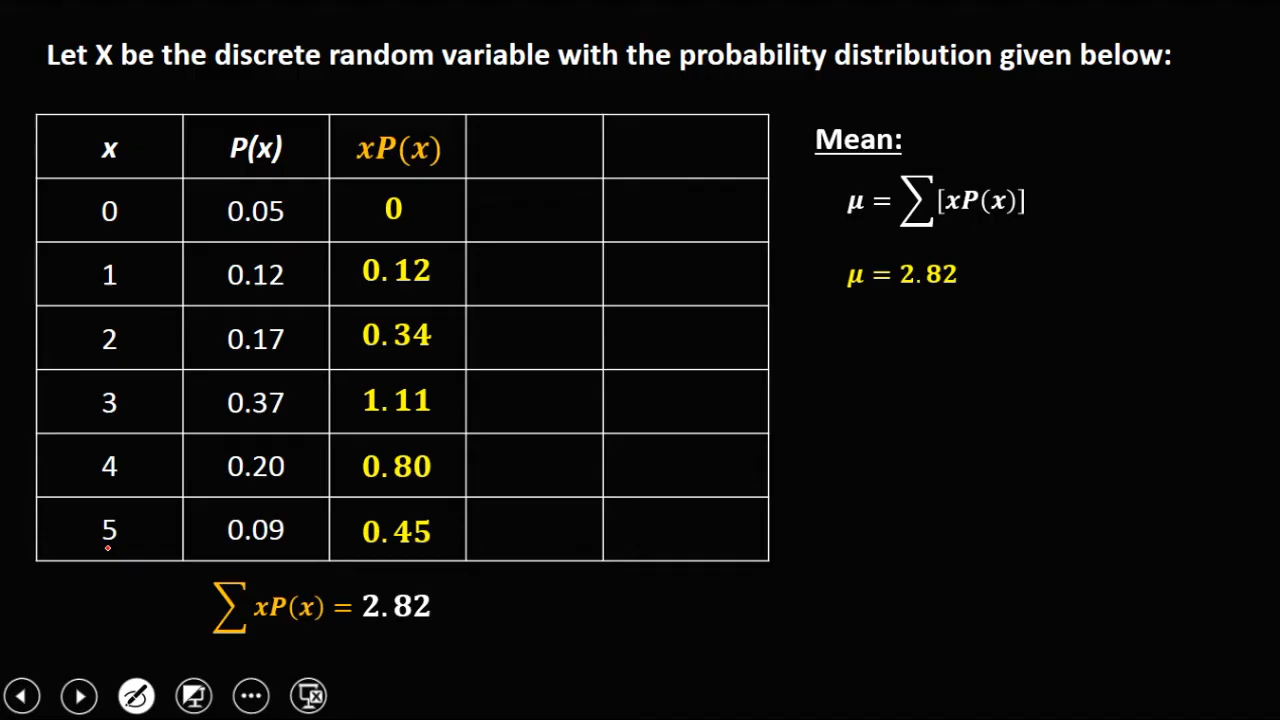 Let X be the discrete random variable with the probability distribution given below:
x P(x) xP(x)
0 0.05 0
1 0.12 0.12
2 0.17 0.34
3 0.37 1.11
4 0.20 0.80
5 0.09 0.45
∑ xP(x) = 2.82
Mean:
μ = ∑[xP(x)]
μ = 2.82